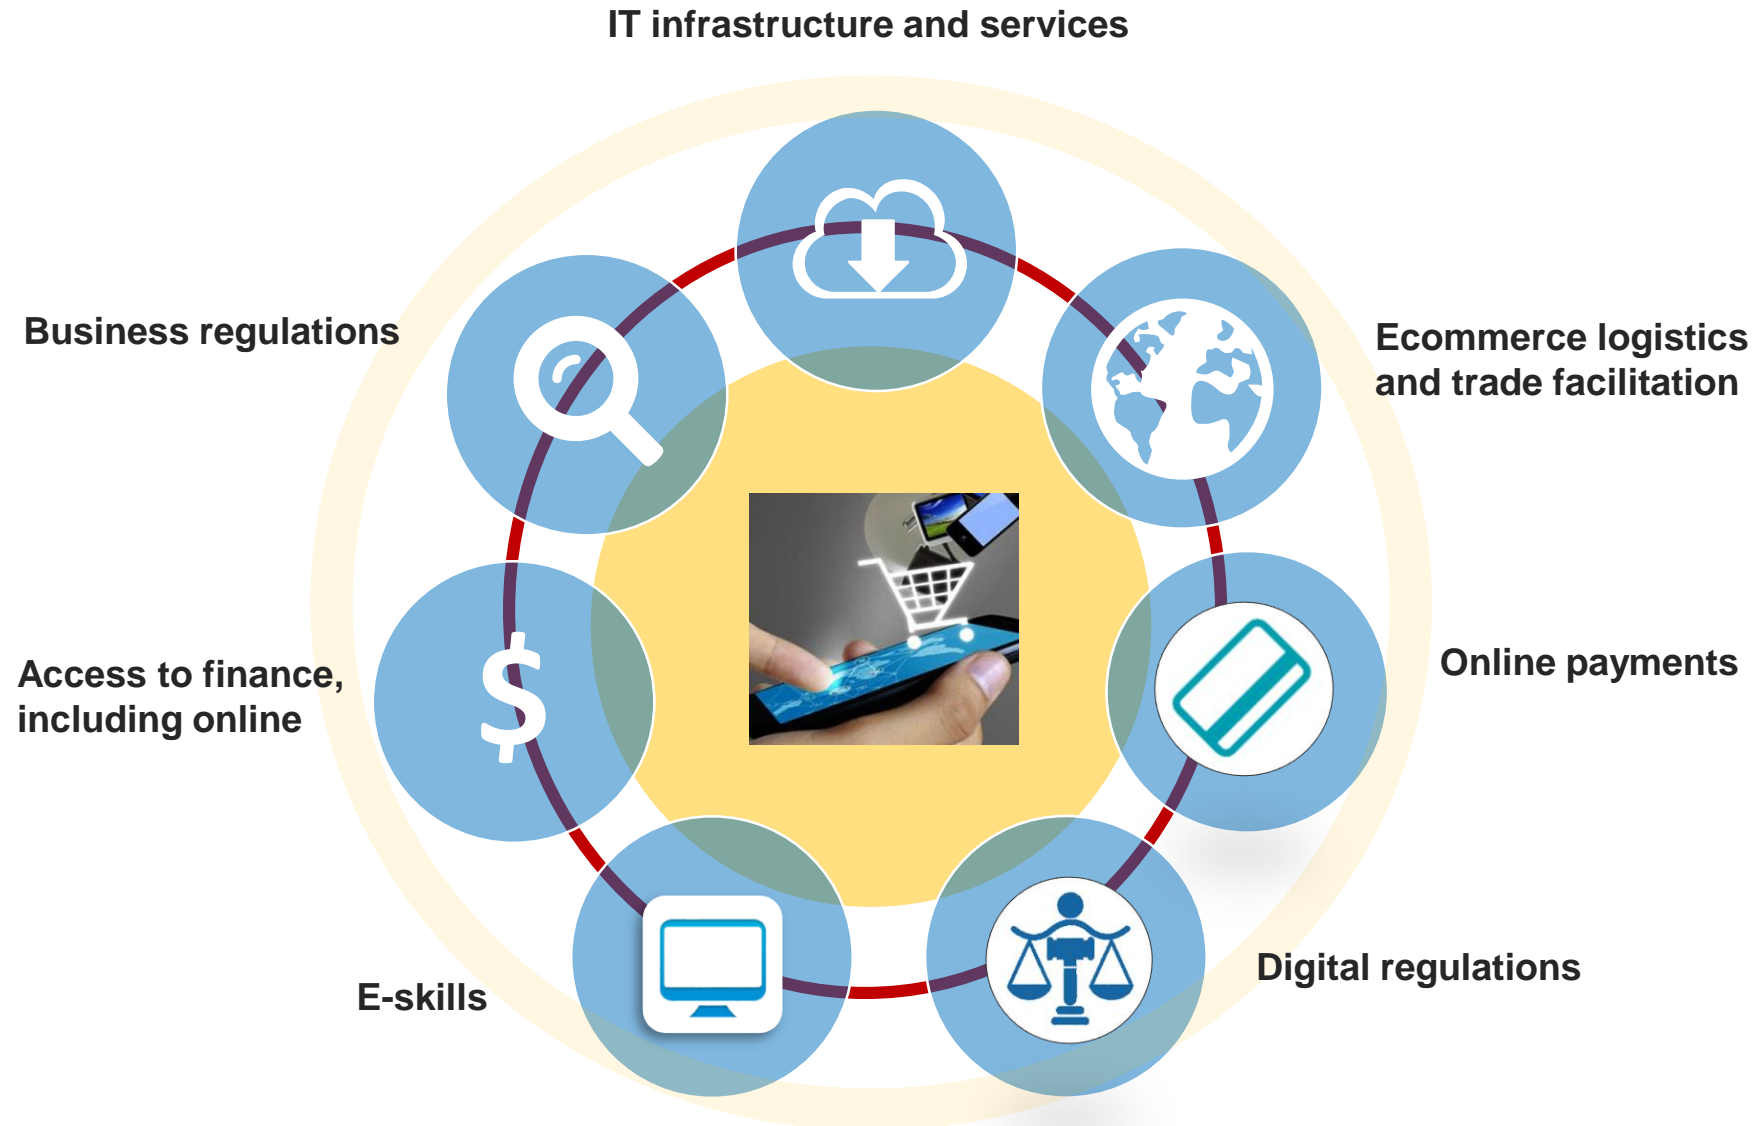 IT infrastructure and services
Business regulations
Ecommerce logistics
and trade facilitation
Access to finance,
including online
Online payments
E-skills
Digital regulations
$